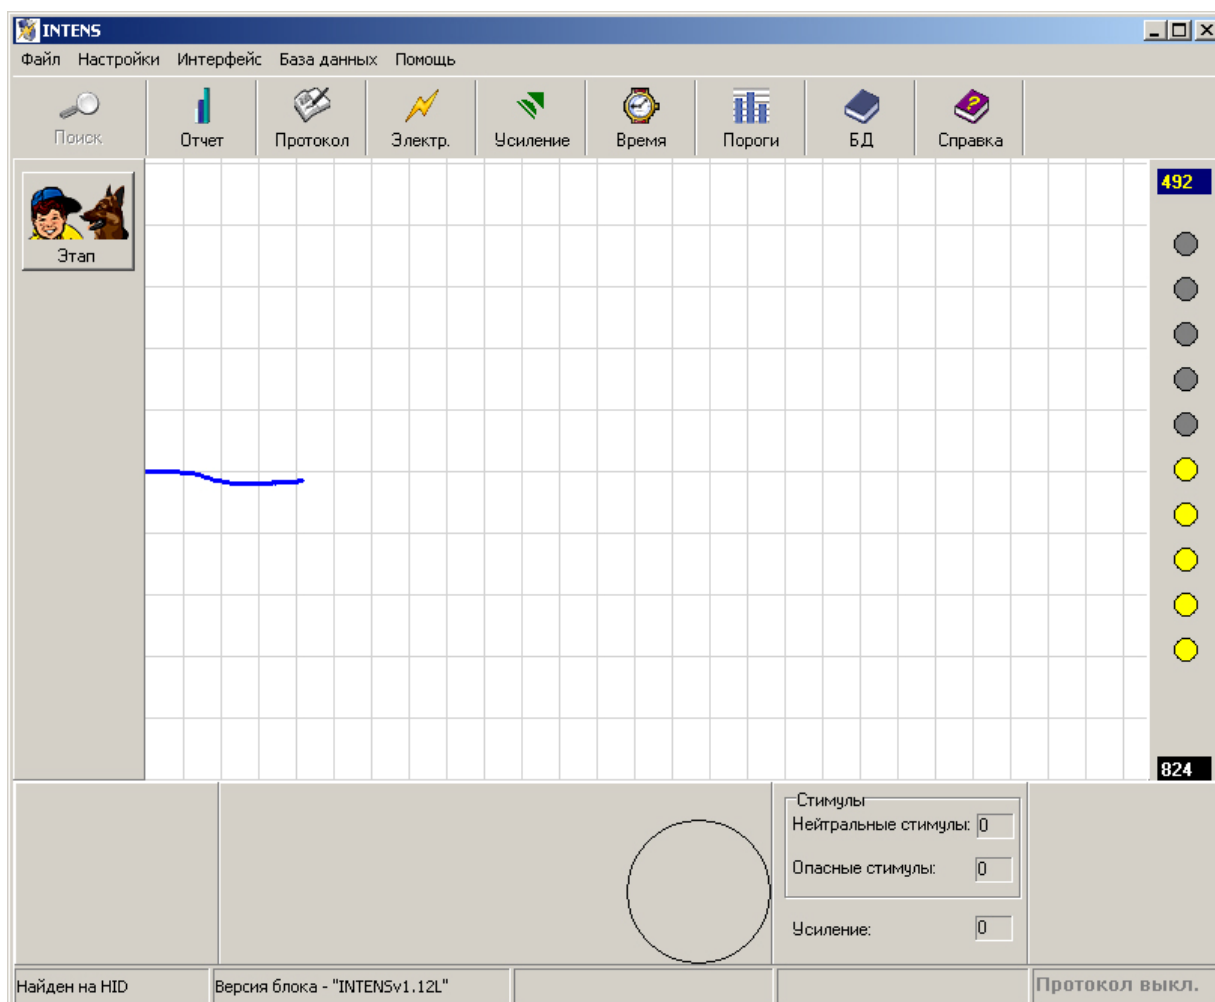 INTENS
Файл Настройки Интерфейс База данных Помощь
Поиск Отчет Протокол Электр. Усиление Время Пороги БД Справка
492
Этап
824
Стимулы
Нейтральные стимулы: 0
Опасные стимулы: 0
Усиление: 0
Найден на HID Версия блока - "INTENSv1.12L" Протокол выкл.